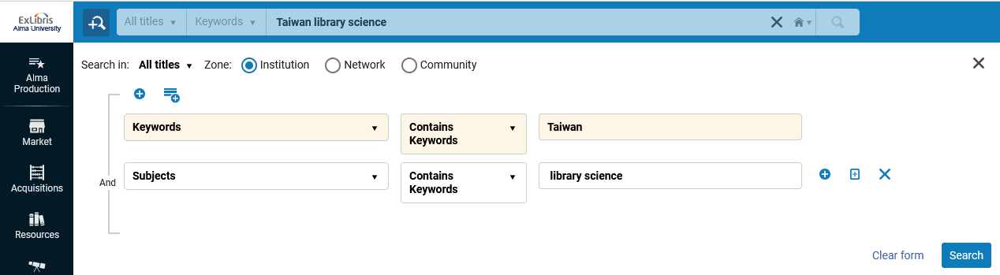 ExLibris
Alma University
All titles ▼ Keywords ▼ Taiwan library science
Search in: All titles ▼ Zone: Institution Network Community
Alma
Production
Keywords ▼ Contains Keywords ▼ Taiwan
Market
And
Subjects ▼ Contains Keywords ▼ library science
Acquisitions
Resources
Clear form Search